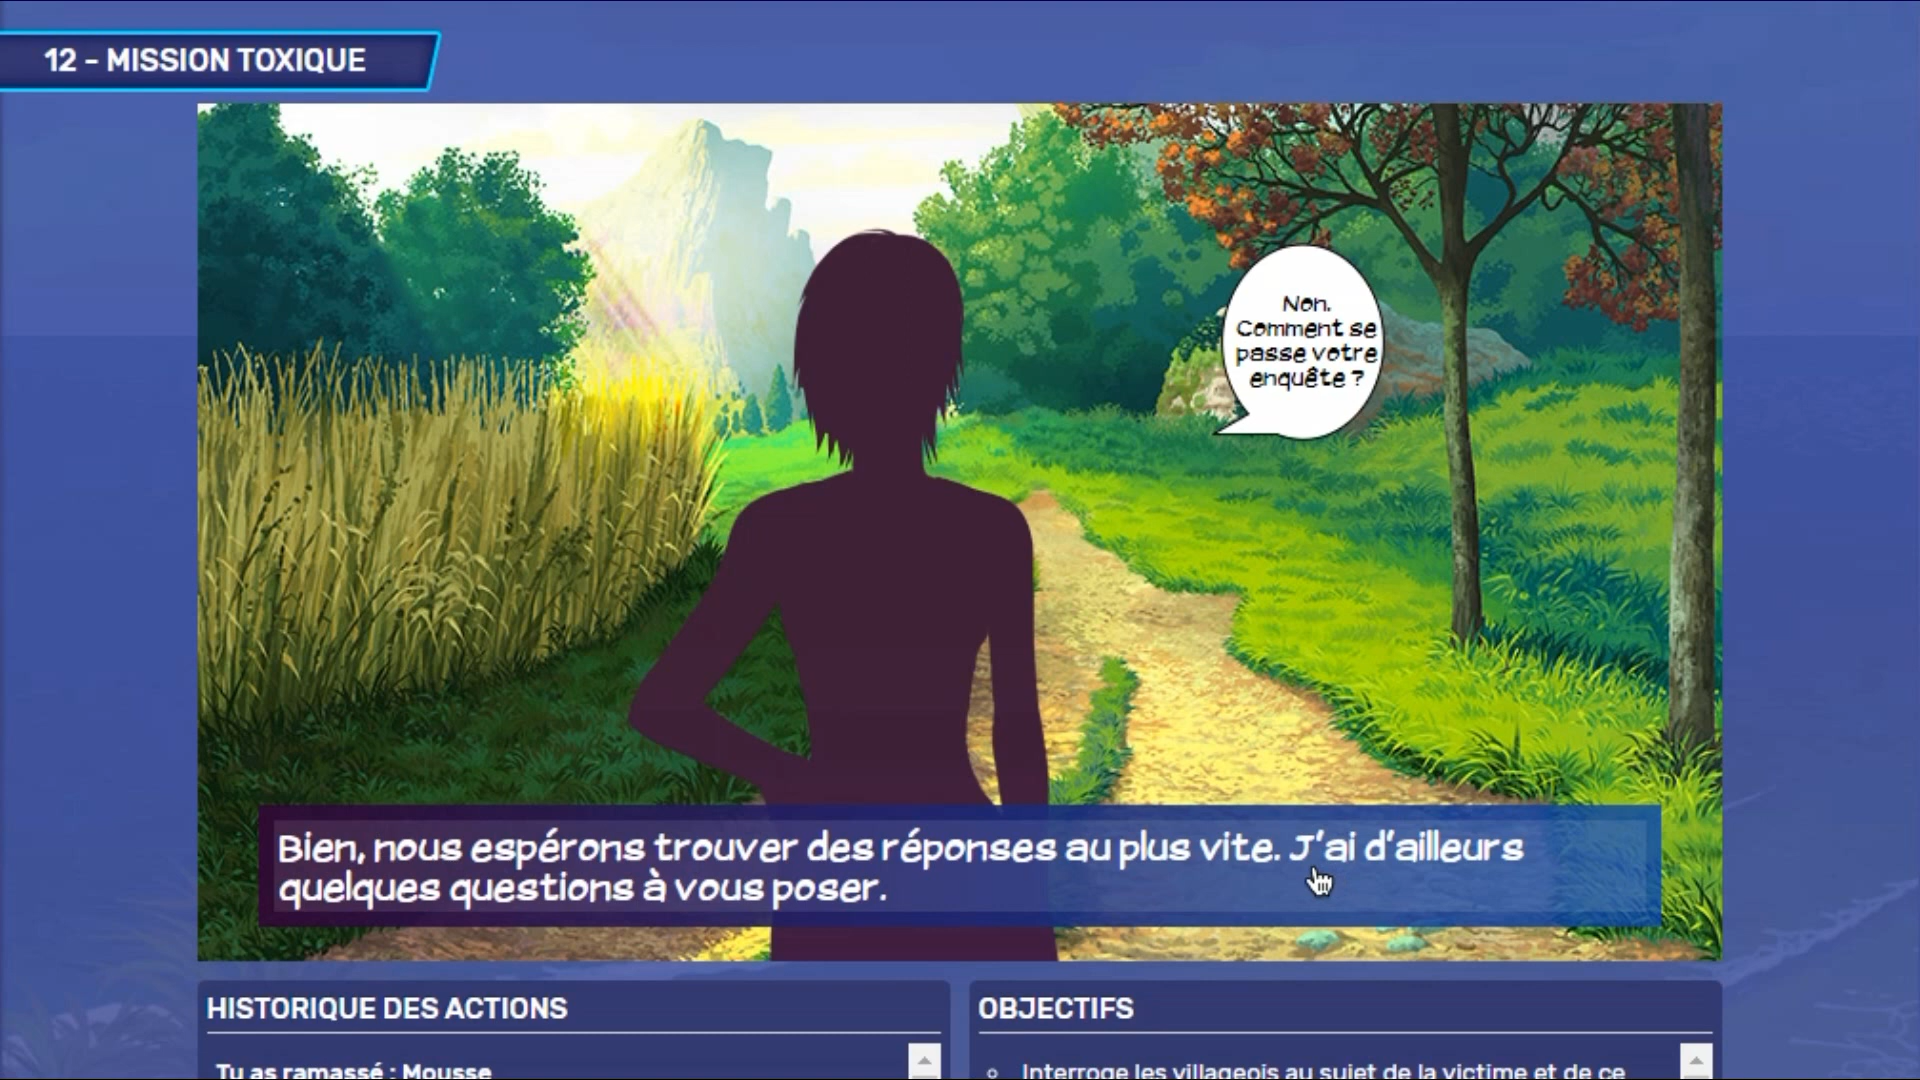 12 - MISSION TOXIQUE
Non.
Comment se
passe votre
enquête ?
Bien, nous espérons trouver des réponses au plus vite. J'ai d'ailleurs
quelques questions à vous poser.
HISTORIQUE DES ACTIONS
Tu as ramassé : Mousse
OBJECTIFS
Interroge les villageois au sujet de la victime et de ce